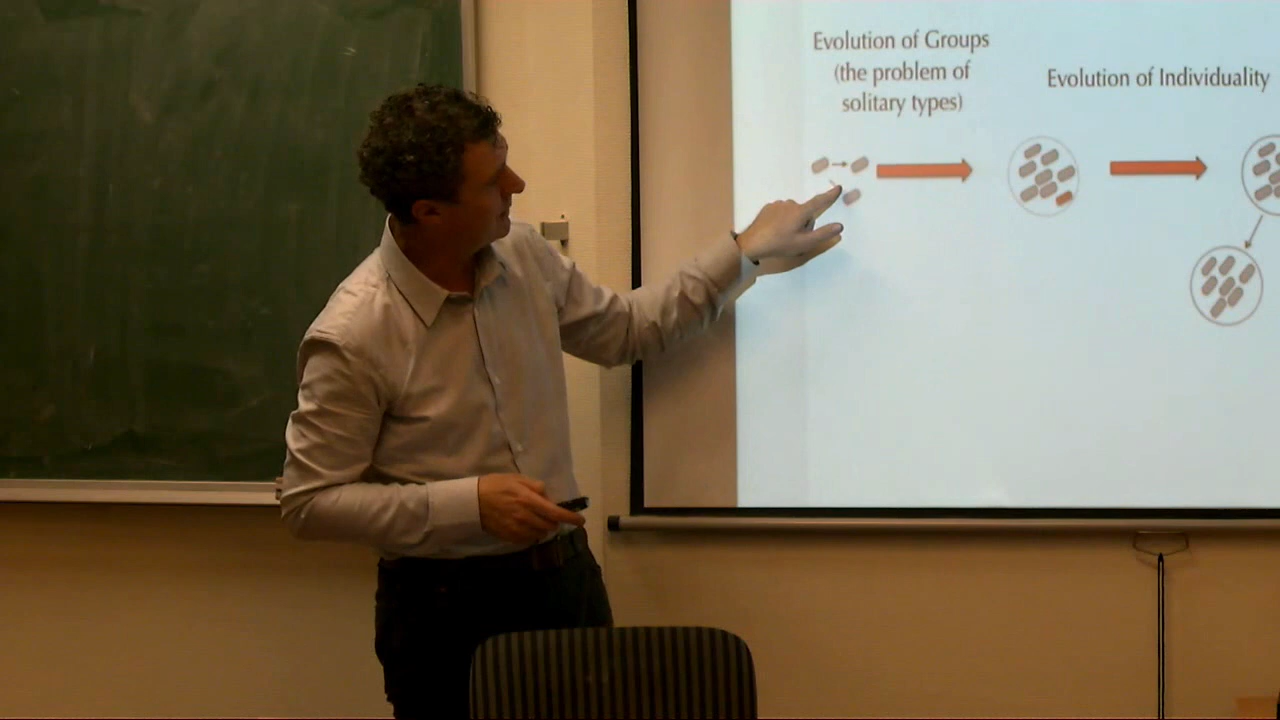 Evolution of Groups
(the problem of
solitary types)
Evolution of Individuality